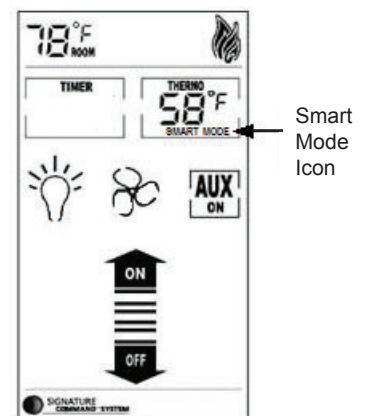 78°F
ROOM
TIMER
THERMO
58°F
SMART MODE
Smart
Mode
Icon
AUX
ON
ON
OFF
SIGNATURE
COMMAND SYSTEM